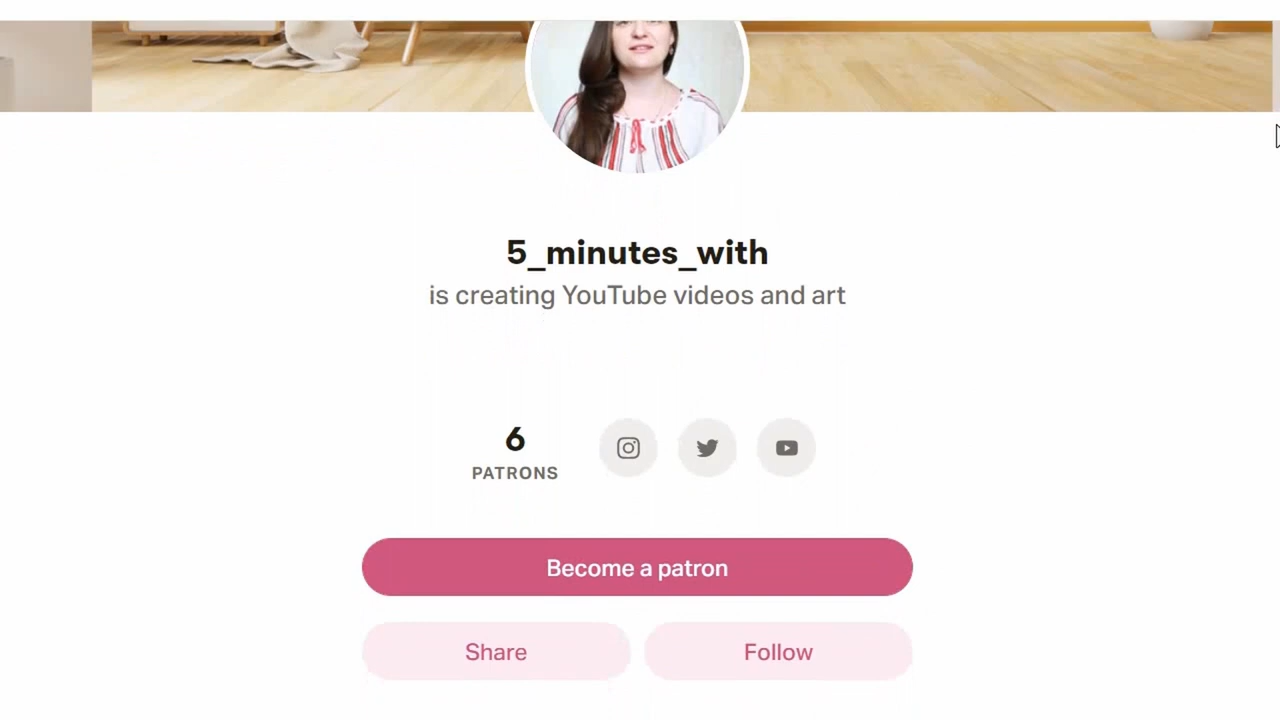 5_minutes_with
is creating YouTube videos and art
6
PATRONS
Become a patron
Share
Follow